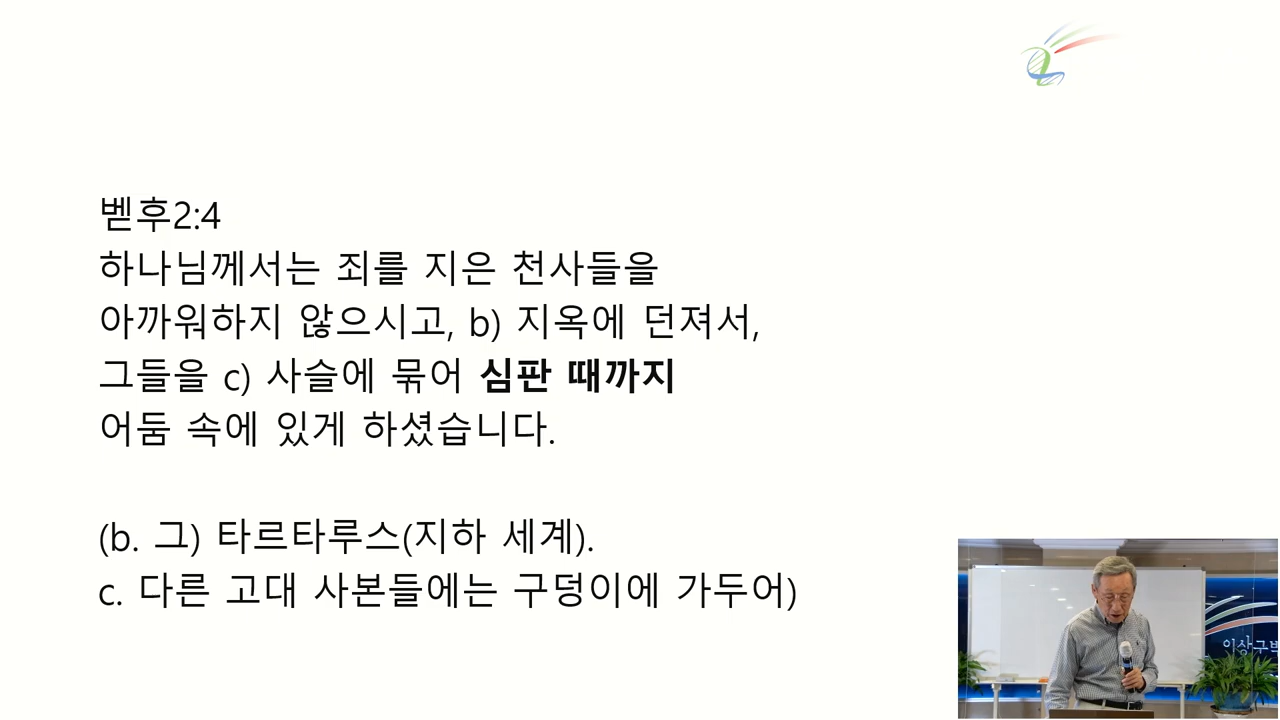 벧후2:4
하나님께서는 죄를 지은 천사들을
아까워하지 않으시고, b) 지옥에 던져서,
그들을 c) 사슬에 묶어 심판 때까지
어둠 속에 있게 하셨습니다.
(b. 그) 타르타루스(지하 세계).
c. 다른 고대 사본들에는 구덩이에 가두어)
이상구